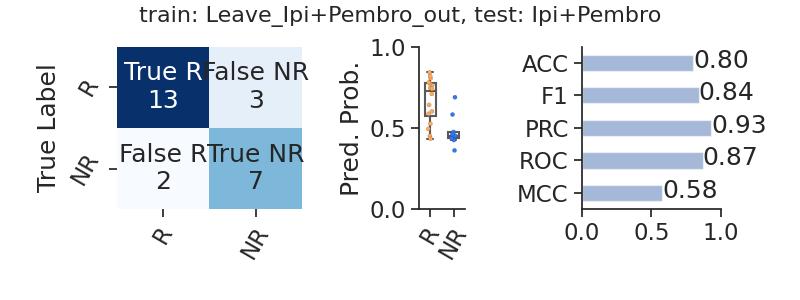 train: Leave_Ipi+Pembro_out, test: Ipi+Pembro
True Label
R
NR
True R
13
False NR
3
False R
2
True NR
7
R
NR
Pred. Prob.
1.0
0.5
0.0
R
NR
ACC
0.80
F1
0.84
PRC
0.93
ROC
0.87
MCC
0.58
0.0
0.5
1.0